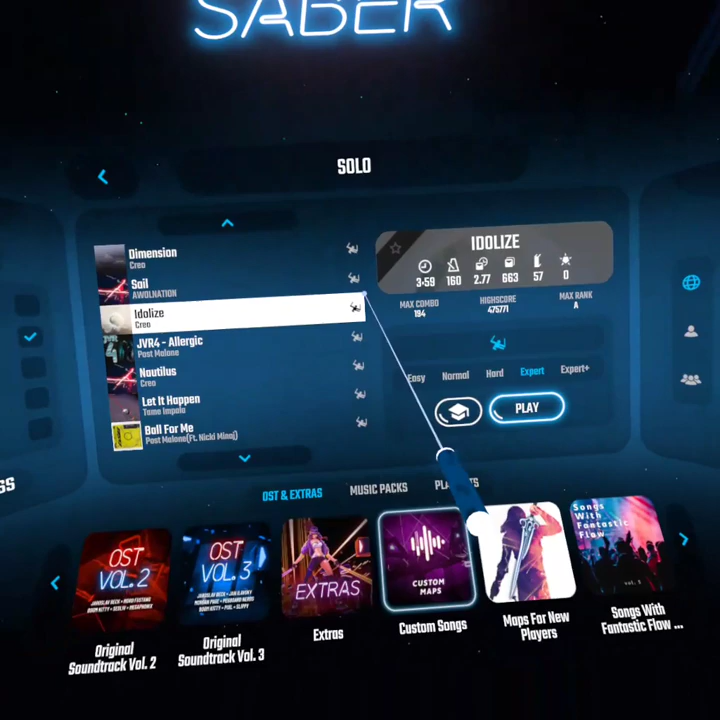 SABER
SOLO
Dimension
Creo
Sail
AWOLNATION
Idolize
Creo
JVR4 - Allergic
Post Malone
Nautilus
Creo
Let It Happen
Tame Impala
Ball For Me
Post Malone(Ft. Nicki Minaj)
IDOLIZE
3:59 160 2.77 663 57 0
MAX COMBO
194
HIGHSCORE
475771
MAX RANK
A
Easy Normal Hard Expert Expert+
PLAY
SS
OST & EXTRAS MUSIC PACKS
OST
VOL. 2
OST
VOL. 3
EXTRAS
CUSTOM
MAPS
Songs
With
Fantastic
Flow
Original
Soundtrack Vol. 2
Original
Soundtrack Vol. 3
Extras
Custom Songs
Maps For New
Players
Songs With
Fantastic Flow ...